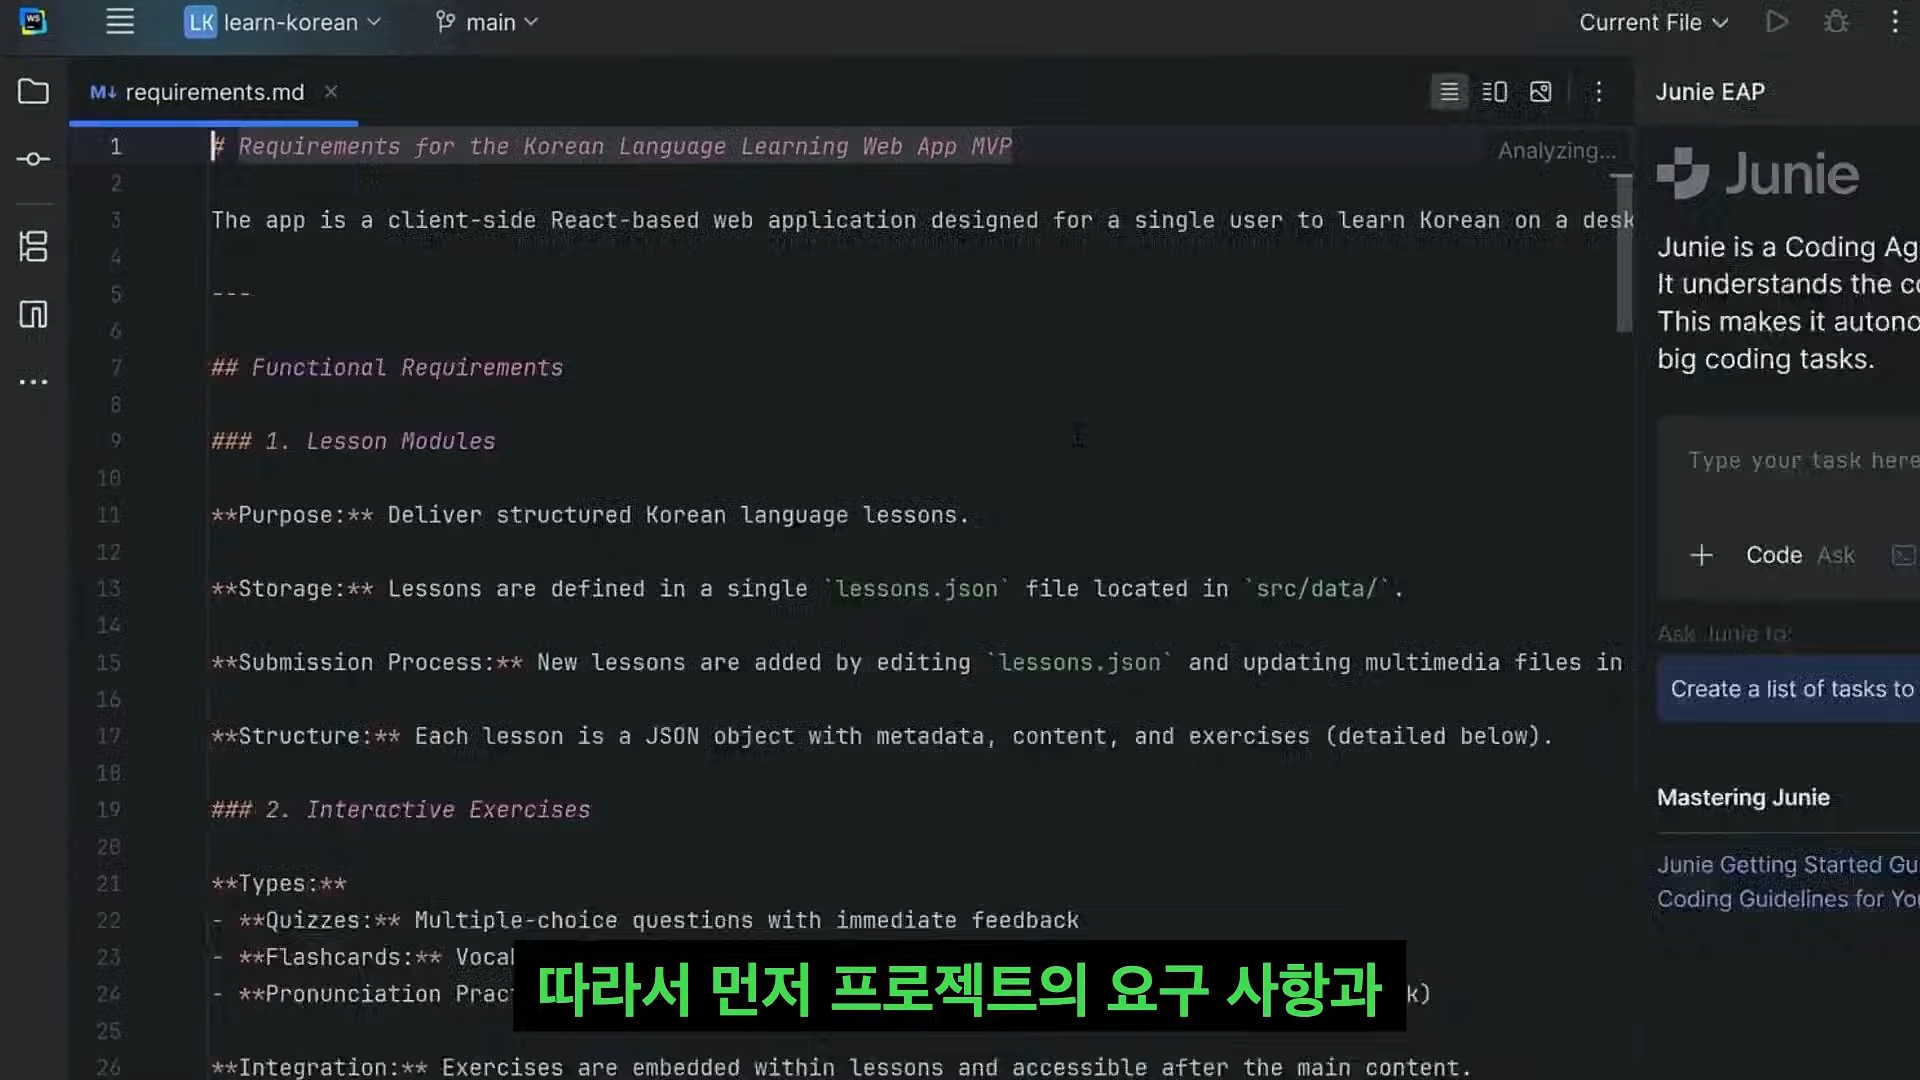 WS
LK learn-korean
main
Current File
M↓ requirements.md ×
Junie EAP
1 # Requirements for the Korean Language Learning Web App MVP
Analyzing...
2
3 The app is a client-side React-based web application designed for a single user to learn Korean on a desk
4
5 ---
6
7 ## Functional Requirements
8
9 ### 1. Lesson Modules
10
11 **Purpose:** Deliver structured Korean language lessons.
12
13 **Storage:** Lessons are defined in a single `lessons.json` file located in `src/data/`.
14
15 **Submission Process:** New lessons are added by editing `lessons.json` and updating multimedia files in
16
17 **Structure:** Each lesson is a JSON object with metadata, content, and exercises (detailed below).
18
19 ### 2. Interactive Exercises
20
21 **Types:**
22 - **Quizzes:** Multiple-choice questions with immediate feedback
23 - **Flashcards:** Voca
24 - **Pronunciation Prac k)
25
26 **Integration:** Exercises are embedded within lessons and accessible after the main content.
Junie
Junie is a Coding Ag
It understands the c
This makes it autono
big coding tasks.
Type your task here
+ Code Ask
Ask Junie to:
Create a list of tasks to
Mastering Junie
Junie Getting Started Gu
Coding Guidelines for You
따라서 먼저 프로젝트의 요구 사항과